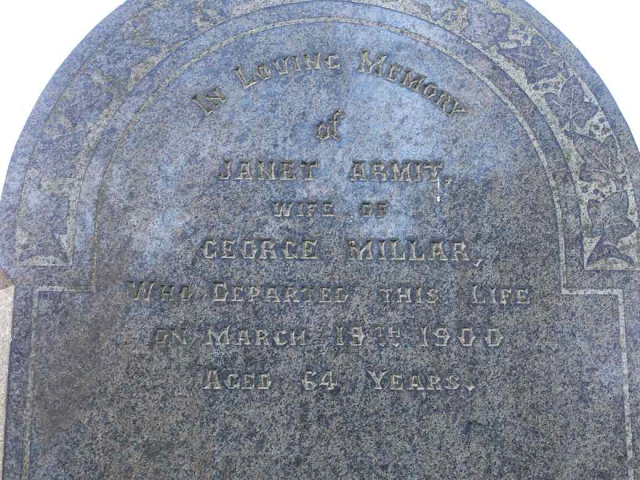 In Loving Memory
of
JANET ARMIT,
WIFE OF
GEORGE MILLAR,
WHO DEPARTED THIS LIFE
ON MARCH 19TH 1900
AGED 64 YEARS.